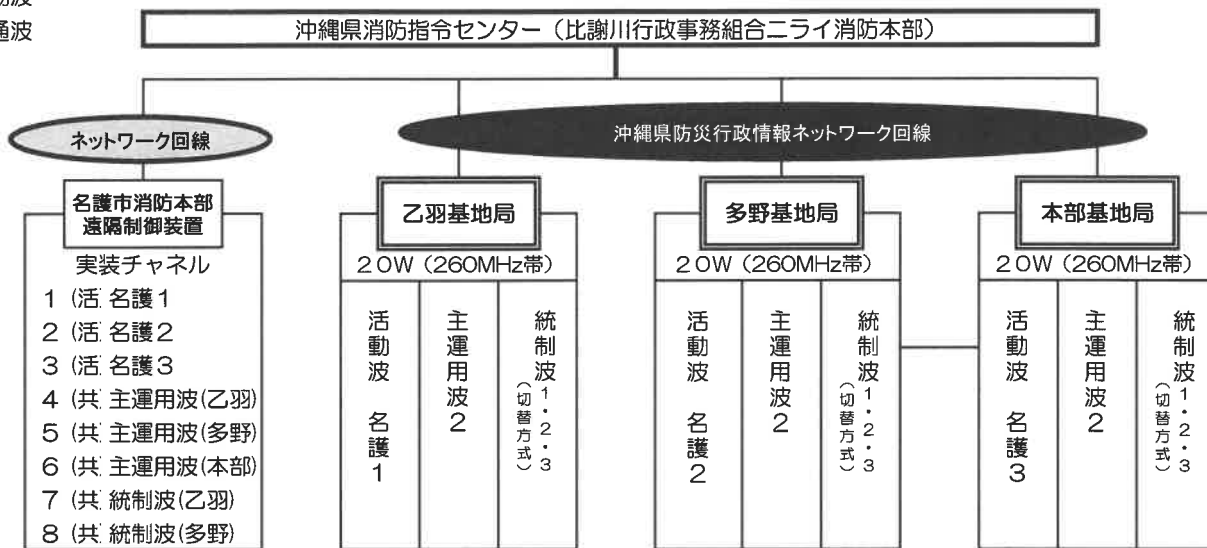 通波
沖縄県消防指令センター（比謝川行政事務組合ニライ消防本部）
ネットワーク回線
沖縄県防災行政情報ネットワーク回線
名護市消防本部
遠隔制御装置
実装チャネル
1 (活 名護1
2 (活 名護2
3 (活 名護3
4 (共 主運用波(乙羽)
5 (共 主運用波(多野)
6 (共 主運用波(本部)
7 (共 統制波(乙羽)
8 (共 統制波(多野)
乙羽基地局
20W（260MHz帯）
活動波 名護1
主運用波2
統制波1・2・3
（切替方式）
多野基地局
20W（260MHz帯）
活動波 名護2
主運用波2
統制波1・2・3
（切替方式）
本部基地局
20W（260MHz帯）
活動波 名護3
主運用波2
統制波1・2・3
（切替方式）